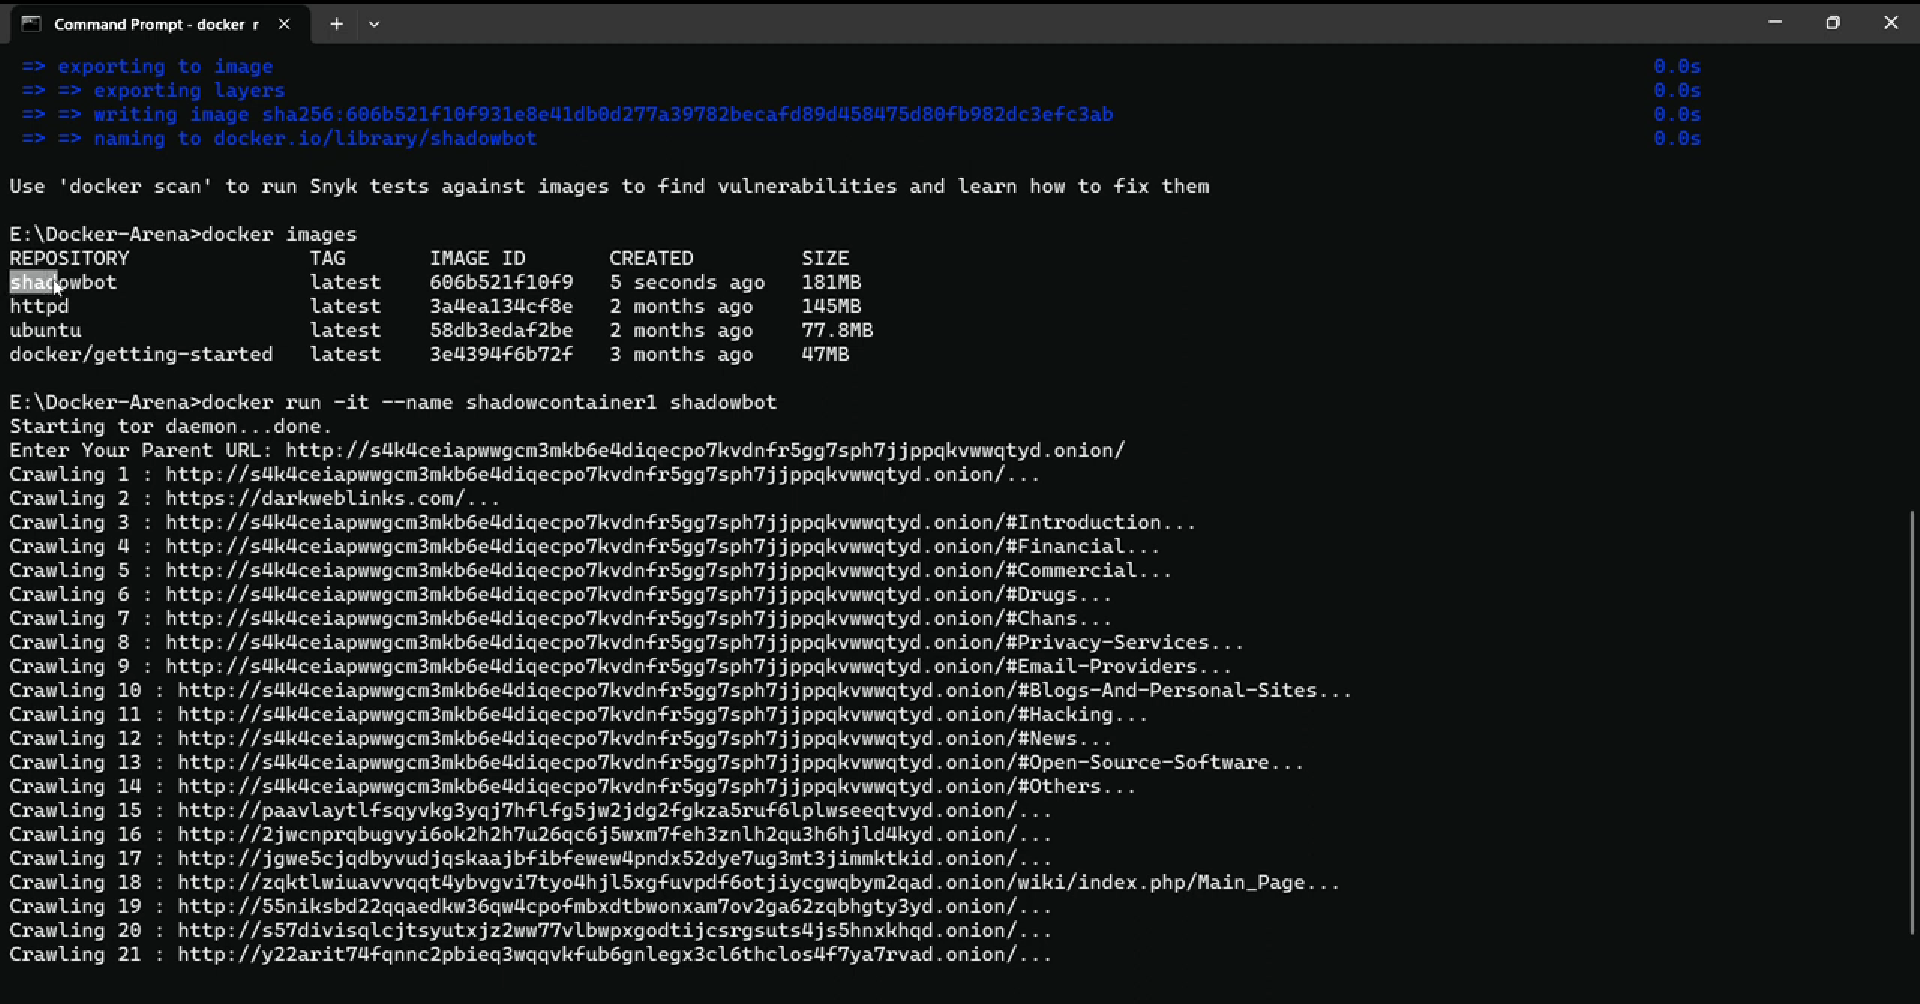 Command Prompt - docker r
=> exporting to image 0.0s
=> => exporting layers 0.0s
=> => writing image sha256:606b521f10f931e8e41db0d277a39782becafd89d458475d80fb982dc3efc3ab 0.0s
=> => naming to docker.io/library/shadowbot 0.0s
Use 'docker scan' to run Snyk tests against images to find vulnerabilities and learn how to fix them
E:\Docker-Arena>docker images
REPOSITORY TAG IMAGE ID CREATED SIZE
shadowbot latest 606b521f10f9 5 seconds ago 181MB
httpd latest 3a4ea134cf8e 2 months ago 145MB
ubuntu latest 58db3edaf2be 2 months ago 77.8MB
docker/getting-started latest 3e4394f6b72f 3 months ago 47MB
E:\Docker-Arena>docker run -it --name shadowcontainer1 shadowbot
Starting tor daemon...done.
Enter Your Parent URL: http://s4k4ceiapwwgcm3mkb6e4diqecpo7kvdnfr5gg7sph7jjppqkvwwqtyd.onion/
Crawling 1 : http://s4k4ceiapwwgcm3mkb6e4diqecpo7kvdnfr5gg7sph7jjppqkvwwqtyd.onion/...
Crawling 2 : https://darkweblinks.com/...
Crawling 3 : http://s4k4ceiapwwgcm3mkb6e4diqecpo7kvdnfr5gg7sph7jjppqkvwwqtyd.onion/#Introduction...
Crawling 4 : http://s4k4ceiapwwgcm3mkb6e4diqecpo7kvdnfr5gg7sph7jjppqkvwwqtyd.onion/#Financial...
Crawling 5 : http://s4k4ceiapwwgcm3mkb6e4diqecpo7kvdnfr5gg7sph7jjppqkvwwqtyd.onion/#Commercial...
Crawling 6 : http://s4k4ceiapwwgcm3mkb6e4diqecpo7kvdnfr5gg7sph7jjppqkvwwqtyd.onion/#Drugs...
Crawling 7 : http://s4k4ceiapwwgcm3mkb6e4diqecpo7kvdnfr5gg7sph7jjppqkvwwqtyd.onion/#Chans...
Crawling 8 : http://s4k4ceiapwwgcm3mkb6e4diqecpo7kvdnfr5gg7sph7jjppqkvwwqtyd.onion/#Privacy-Services...
Crawling 9 : http://s4k4ceiapwwgcm3mkb6e4diqecpo7kvdnfr5gg7sph7jjppqkvwwqtyd.onion/#Email-Providers...
Crawling 10 : http://s4k4ceiapwwgcm3mkb6e4diqecpo7kvdnfr5gg7sph7jjppqkvwwqtyd.onion/#Blogs-And-Personal-Sites...
Crawling 11 : http://s4k4ceiapwwgcm3mkb6e4diqecpo7kvdnfr5gg7sph7jjppqkvwwqtyd.onion/#Hacking...
Crawling 12 : http://s4k4ceiapwwgcm3mkb6e4diqecpo7kvdnfr5gg7sph7jjppqkvwwqtyd.onion/#News...
Crawling 13 : http://s4k4ceiapwwgcm3mkb6e4diqecpo7kvdnfr5gg7sph7jjppqkvwwqtyd.onion/#Open-Source-Software...
Crawling 14 : http://s4k4ceiapwwgcm3mkb6e4diqecpo7kvdnfr5gg7sph7jjppqkvwwqtyd.onion/#Others...
Crawling 15 : http://paavlaytlfsqyvkg3yqj7hflfg5jw2jdg2fgkza5ruf6lplwseeqtvyd.onion/...
Crawling 16 : http://2jwcnprqbugvyi6ok2h2h7u26qc6j5wxm7feh3znlh2qu3h6hjld4kyd.onion/...
Crawling 17 : http://jgwe5cjqdbyvudjqskaajbfibfewew4pndx52dye7ug3mt3jimmktkid.onion/...
Crawling 18 : http://zqktlwiuavvvqqt4ybvgvi7tyo4hjl5xgfuvpdf6otjiycgwqbym2qad.onion/wiki/index.php/Main_Page...
Crawling 19 : http://55niksbd22qqaedkw36qw4cpofmbxdtbwonxam7ov2ga62zqbhgty3yd.onion/...
Crawling 20 : http://s57divisqlcjtsyutxjz2ww77vlbwpxgodtijcsrgsuts4js5hnxkhqd.onion/...
Crawling 21 : http://y22arit74fqnnc2pbieq3wqqvkfub6gnlegx3cl6thclos4f7ya7rvad.onion/...